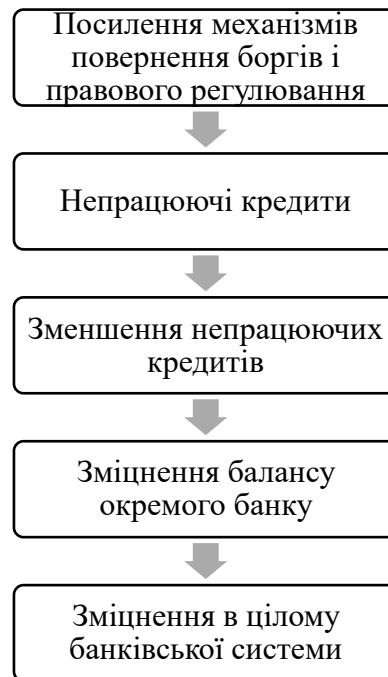 Посилення механізмів
повернення боргів і
правового регулювання
Непрацюючі кредити
Зменшення непрацюючих
кредитів
Зміцнення балансу
окремого банку
Зміцнення в цілому
банківської системи